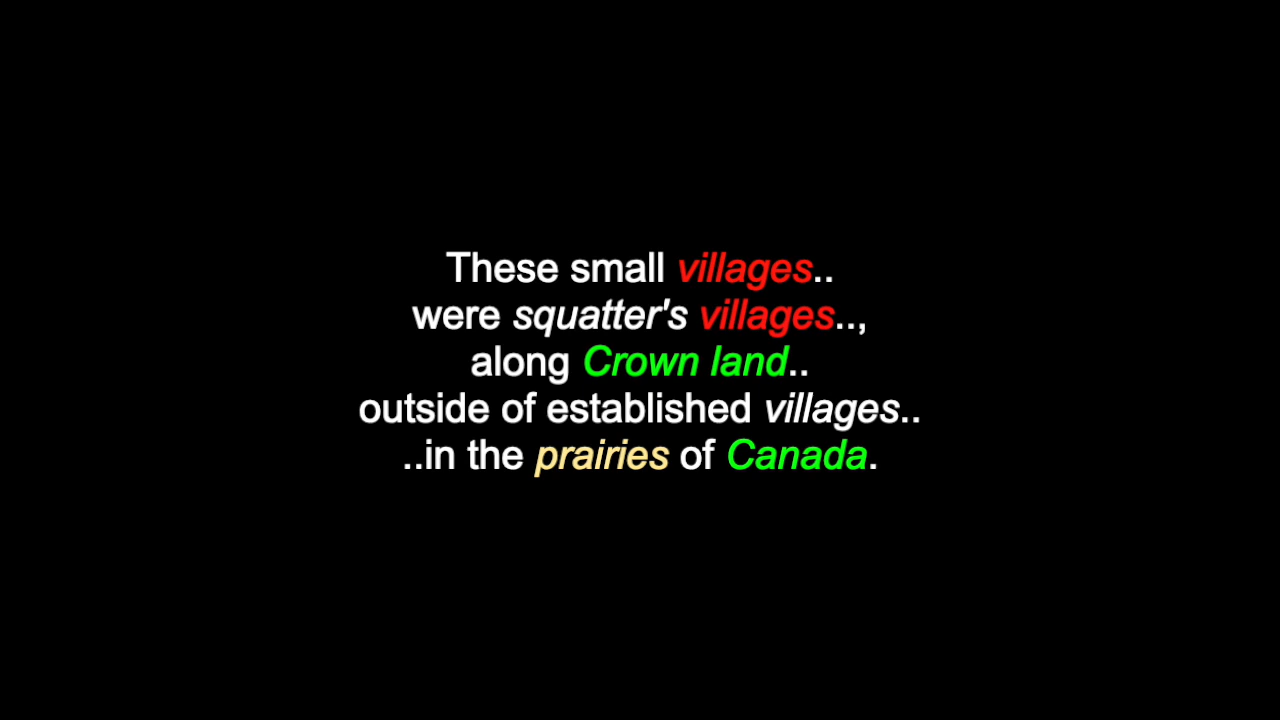 These small villages..
were squatter's villages..,
along Crown land..
outside of established villages..
..in the prairies of Canada.